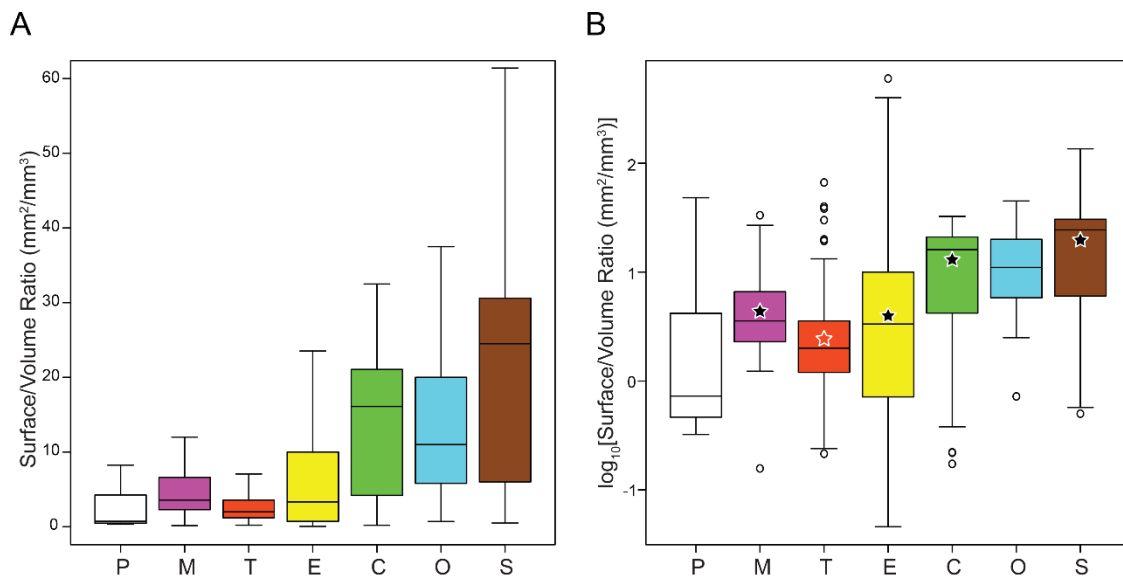 A
Surface/Volume Ratio (mm²/mm³)
60
50
40
30
20
10
0
P M T E C O S
B
log₁₀[Surface/Volume Ratio (mm²/mm³)]
2
1
0
-1
P M T E C O S